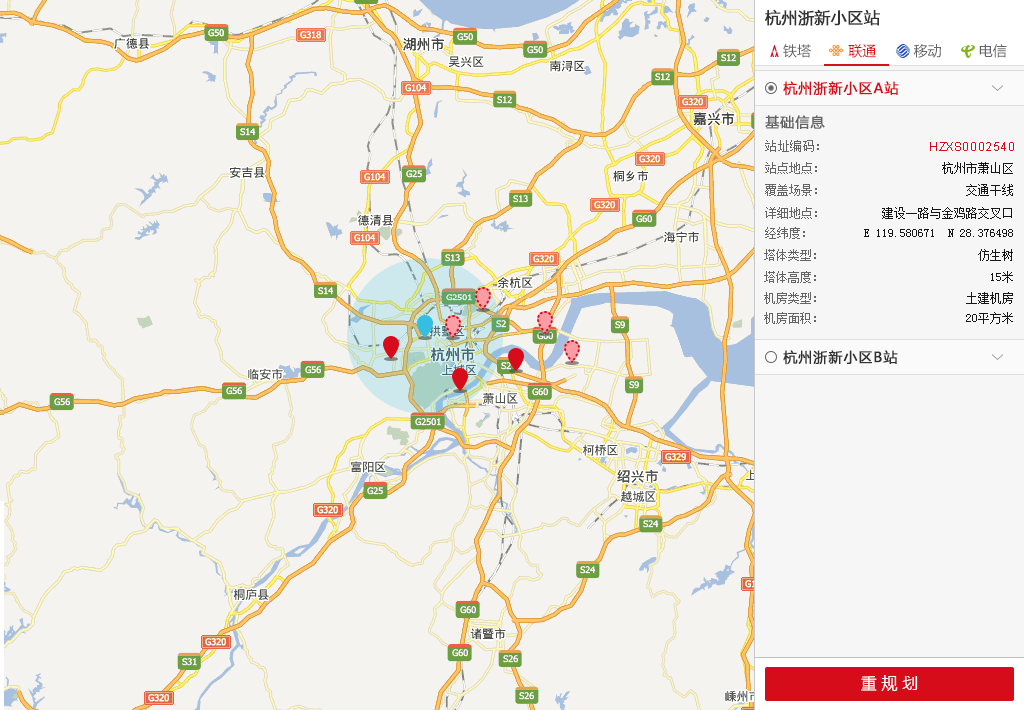 G50
G318
湖州市
G50
广德县
G50
吴兴区
南浔区
S12
S12
G104
S12
G320
嘉兴市
S14
G320
安吉县
G104
G25
桐乡市
S13
G320
G60
德清县
G104
海宁市
S13
G320
余杭区
S14
G2501
S2
S9
拱墅区
G60
杭州市
上城区
S2
临安市
G56
G56
G56
S9
G60
萧山区
G2501
柯桥区
G329
富阳区
绍兴市
G25
越城区
G320
S24
S24
桐庐县
G60
诸暨市
G320
G60
S26
S31
G320
S26
嵊州市
杭州浙新小区站
铁塔 联通 移动 电信
杭州浙新小区A站
基础信息
站址编码: HZXS0002540
站点地点: 杭州市萧山区
覆盖场景: 交通干线
详细地点: 建设一路与金鸡路交叉口
经纬度: E 119.580671 N 28.376498
塔体类型: 仿生树
塔体高度: 15米
机房类型: 土建机房
机房面积: 20平方米
杭州浙新小区B站
重规划